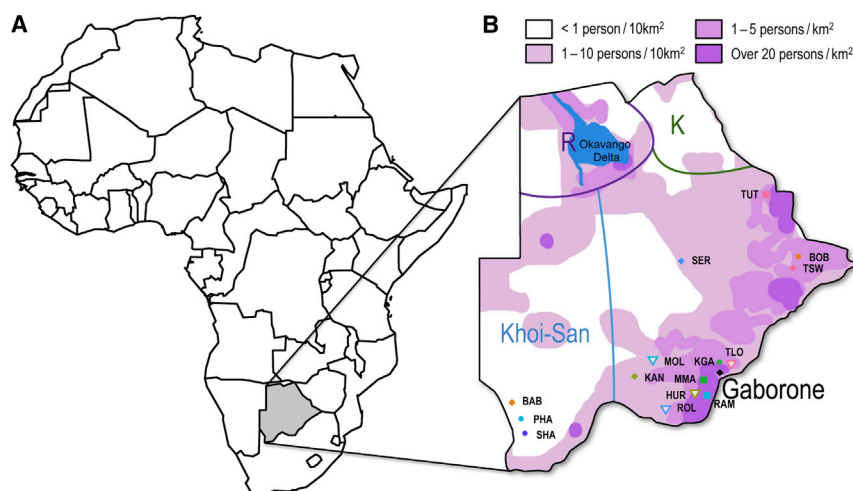 A
B
< 1 person / 10km²
1 – 5 persons / km²
1 – 10 persons / 10km²
Over 20 persons / km²
K
R
Okavango
Delta
TUT
SER
BOB
TSW
Khoi-San
MOL
KGA
TLO
KAN
MMA
Gaborone
HUR
RAM
BAB
ROL
PHA
SHA